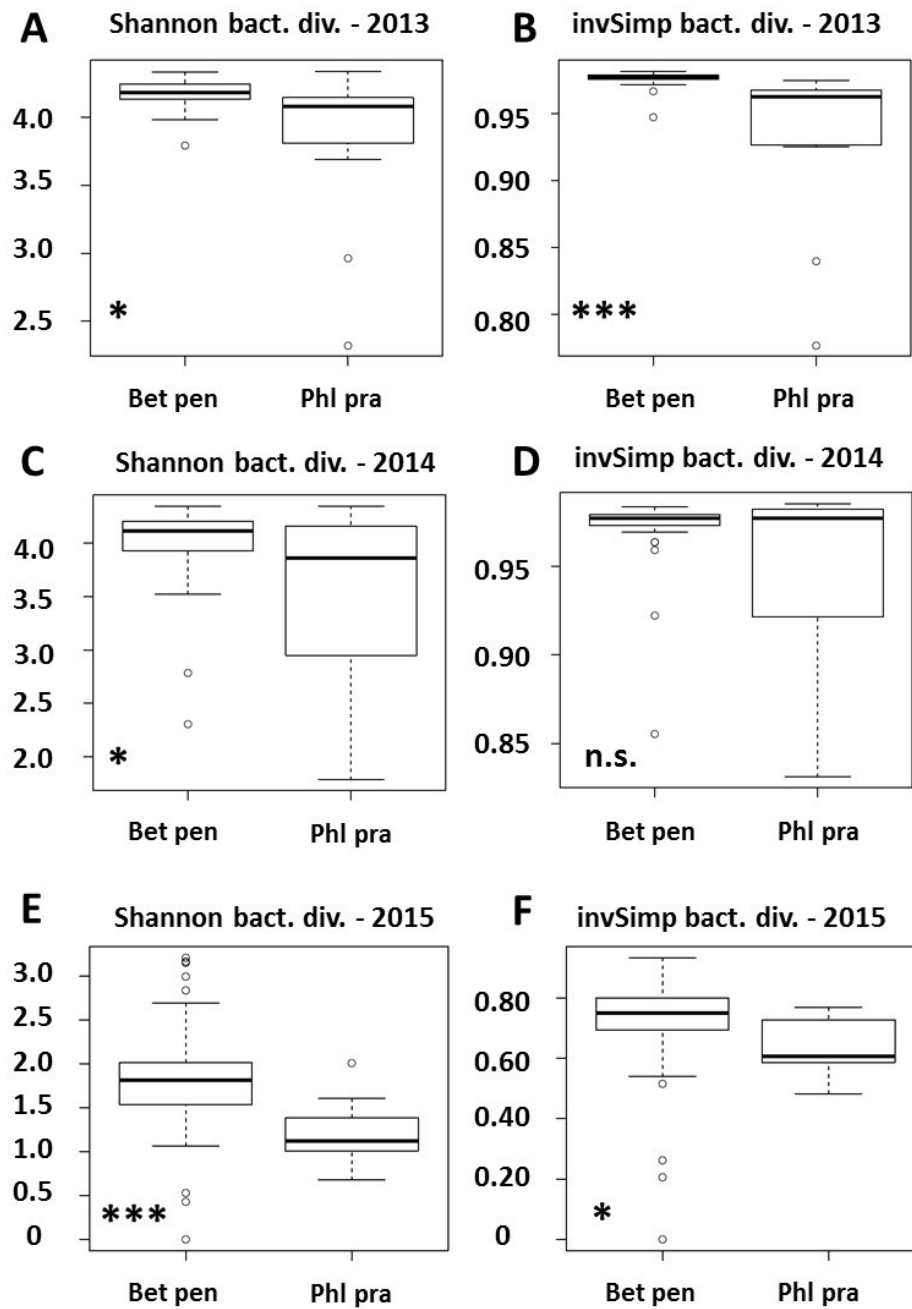 A Shannon bact. div. - 2013
4.0
3.5
3.0
2.5
*
Bet pen Phl pra
B invSimp bact. div. - 2013
0.95
0.90
0.85
0.80
***
Bet pen Phl pra
C Shannon bact. div. - 2014
4.0
3.5
3.0
2.5
2.0
*
Bet pen Phl pra
D invSimp bact. div. - 2014
0.95
0.90
0.85
n.s.
Bet pen Phl pra
E Shannon bact. div. - 2015
3.0
2.5
2.0
1.5
1.0
0.5
0
***
Bet pen Phl pra
F invSimp bact. div. - 2015
0.80
0.60
0.40
0.20
0
*
Bet pen Phl pra